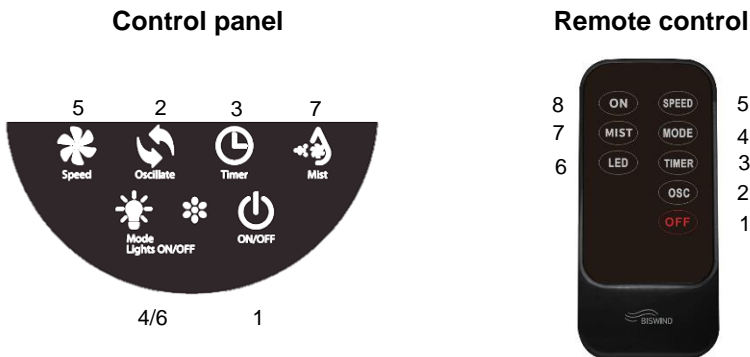 Control panel
5 2 3 7
Speed Oscillate Timer Mist
Mode
Lights ON/OFF
ON/OFF
4/6 1
Remote control
8 ON SPEED 5
7 MIST MODE 4
6 LED TIMER 3
OSC 2
OFF 1
BISWIND